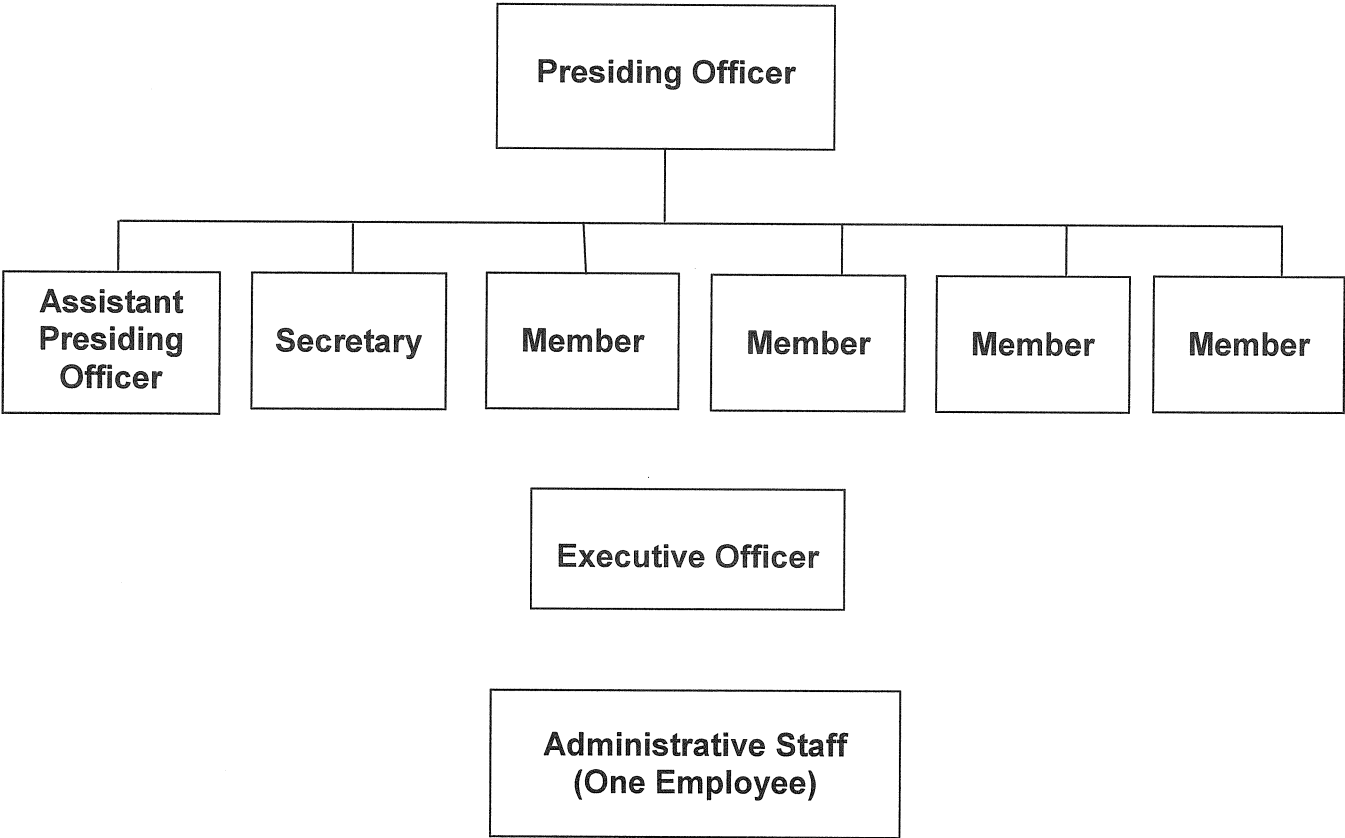 Presiding Officer
Assistant
Presiding
Officer
Secretary
Member
Member
Member
Member
Executive Officer
Administrative Staff
(One Employee)